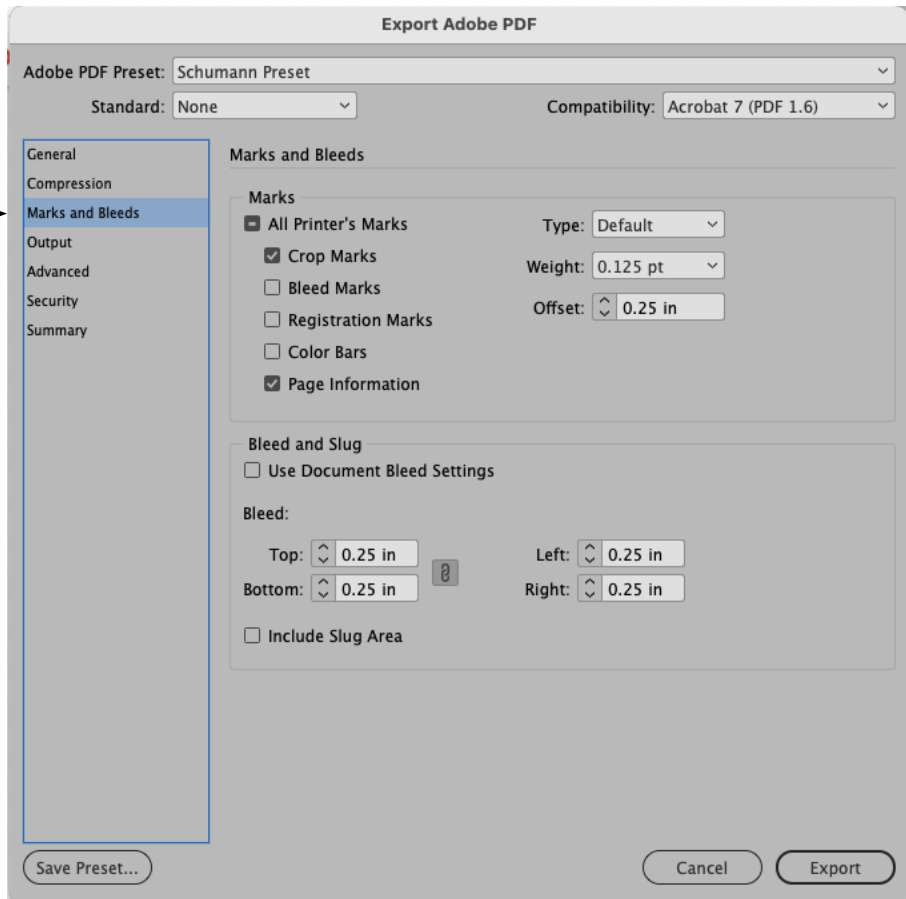 Export Adobe PDF
Adobe PDF Preset: Schumann Preset
Standard: None
Compatibility: Acrobat 7 (PDF 1.6)
General
Compression
Marks and Bleeds
Output
Advanced
Security
Summary
Marks and Bleeds
Marks
All Printer's Marks
Crop Marks
Bleed Marks
Registration Marks
Color Bars
Page Information
Type: Default
Weight: 0.125 pt
Offset: 0.25 in
Bleed and Slug
Use Document Bleed Settings
Bleed:
Top: 0.25 in
Bottom: 0.25 in
Left: 0.25 in
Right: 0.25 in
Include Slug Area
Save Preset...
Cancel
Export